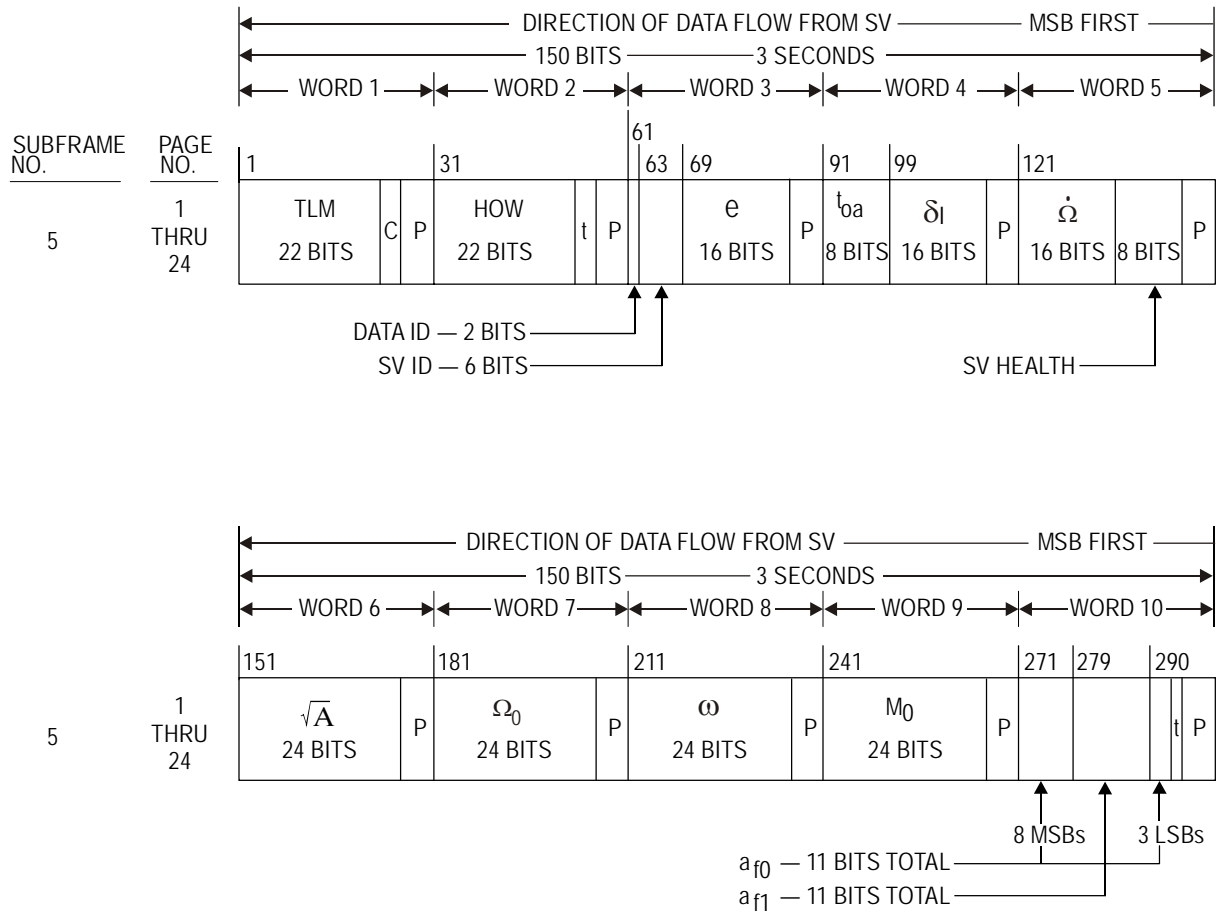 DIRECTION OF DATA FLOW FROM SV MSB FIRST
150 BITS 3 SECONDS
WORD 1 WORD 2 WORD 3 WORD 4 WORD 5
SUBFRAME NO. PAGE NO.
61
1 31 63 69 91 99 121
5
1 THRU 24
TLM 22 BITS C P
HOW 22 BITS t P
e 16 BITS P
toa 8 BITS
δI 16 BITS P
Ω̇ 16 BITS
8 BITS P
DATA ID — 2 BITS
SV ID — 6 BITS
SV HEALTH
DIRECTION OF DATA FLOW FROM SV MSB FIRST
150 BITS 3 SECONDS
WORD 6 WORD 7 WORD 8 WORD 9 WORD 10
151 181 211 241 271 279 290
5
1 THRU 24
√A 24 BITS P
Ω0 24 BITS P
ω 24 BITS P
M0 24 BITS P
t P
8 MSBs 3 LSBs
af0 — 11 BITS TOTAL
af1 — 11 BITS TOTAL